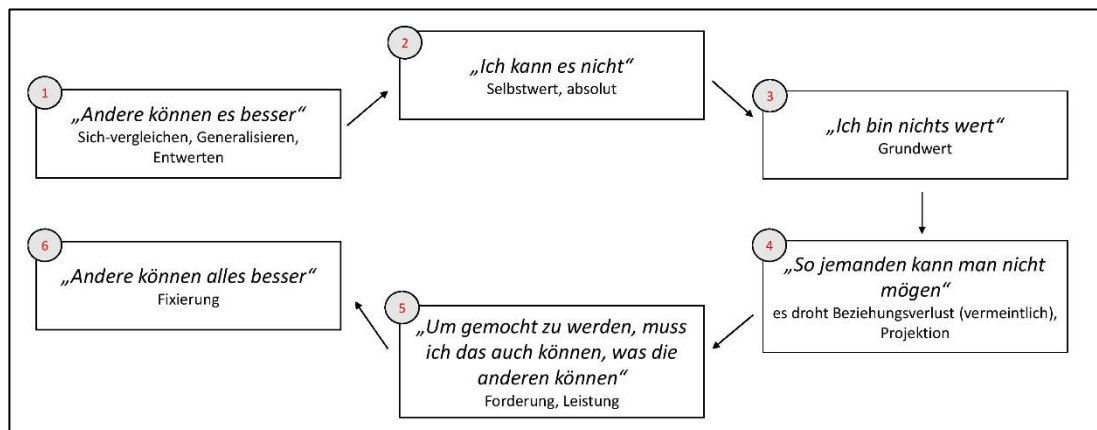 1
„Andere können es besser“
Sich-vergleichen, Generalisieren,
Entwerten
2
„Ich kann es nicht“
Selbstwert, absolut
3
„Ich bin nichts wert“
Grundwert
4
„So jemanden kann man nicht
mögen“
es droht Beziehungsverlust (vermeintlich),
Projektion
5
„Um gemocht zu werden, muss
ich das auch können, was die
anderen können“
Forderung, Leistung
6
„Andere können alles besser“
Fixierung